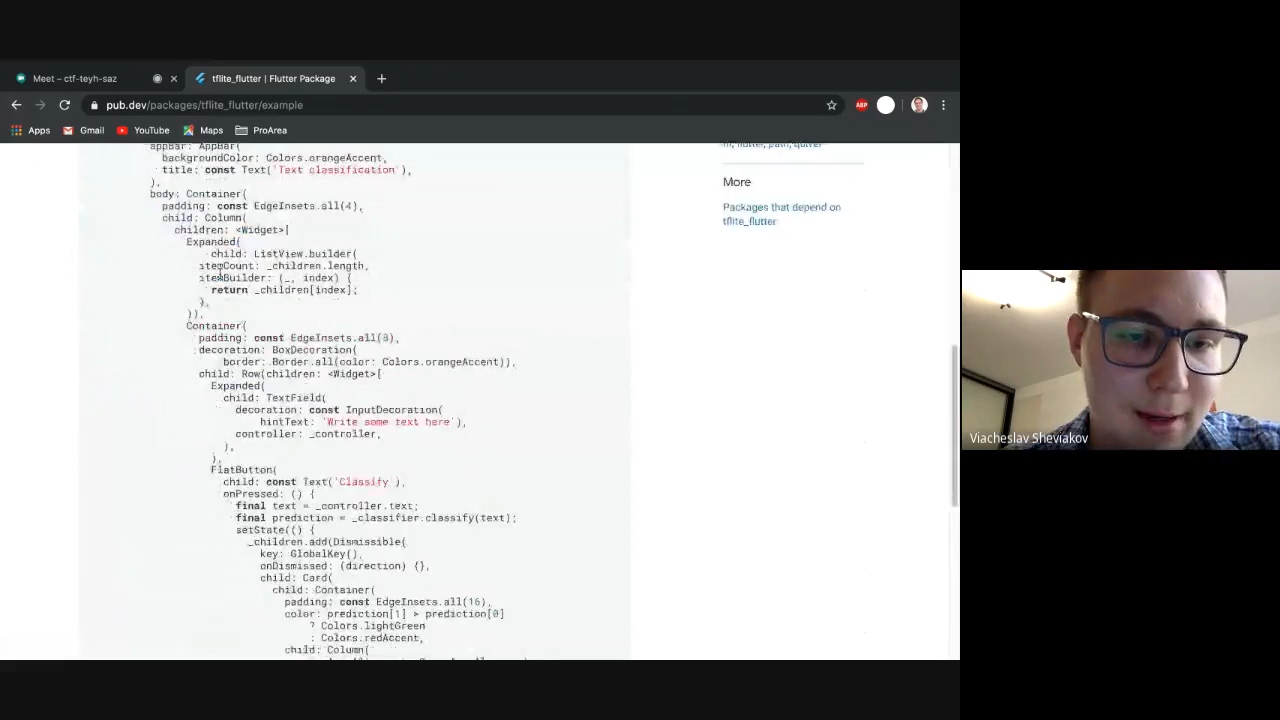 Meet – ctf-teyh-saz
tflite_flutter | Flutter Package
pub.dev/packages/tflite_flutter/example
ABP
Apps
Gmail
YouTube
Maps
ProArea
appBar: AppBar(
backgroundColor: Colors.orangeAccent,
title: const Text('Text classification'),
),
body: Container(
padding: const EdgeInsets.all(4),
child: Column(
children: <Widget>[
Expanded(
child: ListView.builder(
itemCount: _children.length,
itemBuilder: (_, index) {
return _children[index];
},
)),
Container(
padding: const EdgeInsets.all(8),
decoration: BoxDecoration(
border: Border.all(color: Colors.orangeAccent)),
child: Row(children: <Widget>[
Expanded(
child: TextField(
decoration: const InputDecoration(
hintText: 'Write some text here'),
controller: _controller,
),
),
FlatButton(
child: const Text('Classify'),
onPressed: () {
final text = _controller.text;
final prediction = _classifier.classify(text);
setState(() {
_children.add(Dismissible(
key: GlobalKey(),
onDismissed: (direction) {},
child: Card(
child: Container(
padding: const EdgeInsets.all(16),
color: prediction[1] > prediction[0]
? Colors.lightGreen
: Colors.redAccent,
child: Column(
flutter, path, quiver
More
Packages that depend on
tflite_flutter
Viacheslav Sheviakov